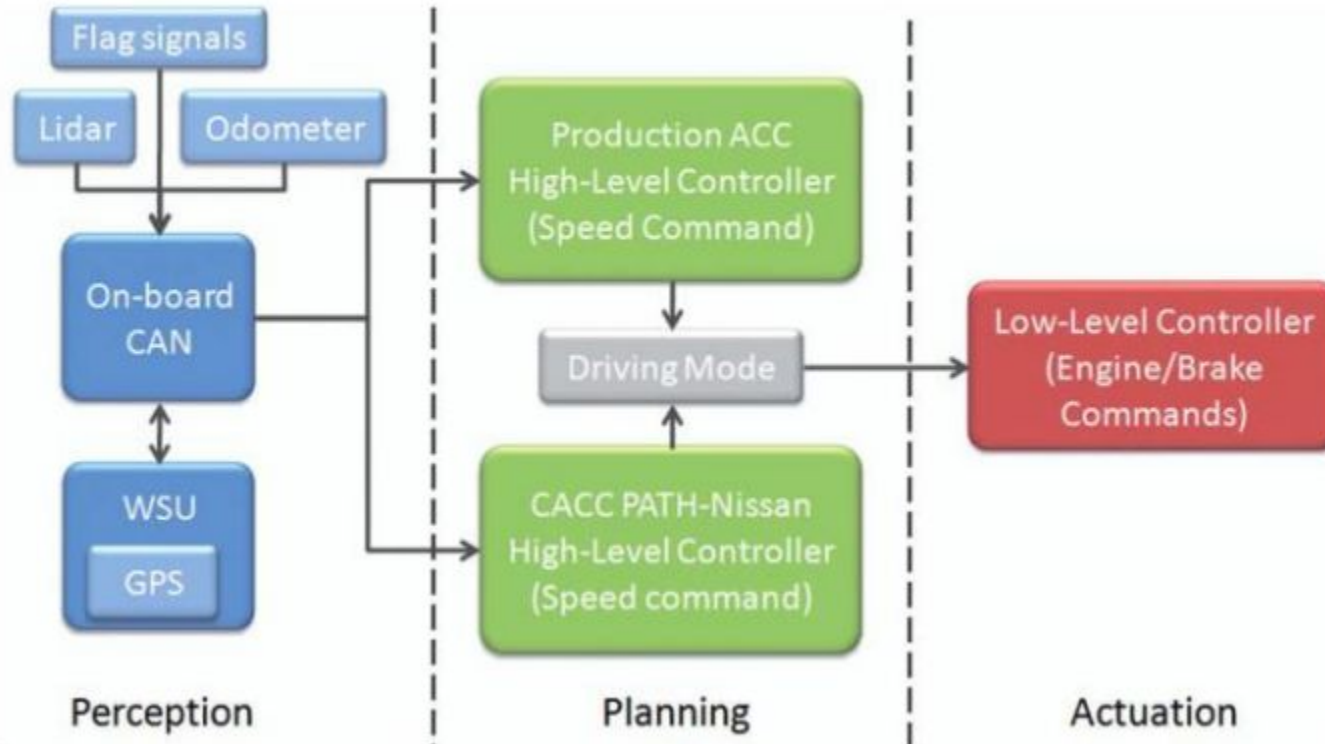 Flag signals
Lidar
Odometer
On-board
CAN
WSU
GPS
Perception
Production ACC
High-Level Controller
(Speed Command)
Driving Mode
CACC PATH-Nissan
High-Level Controller
(Speed command)
Planning
Low-Level Controller
(Engine/Brake
Commands)
Actuation